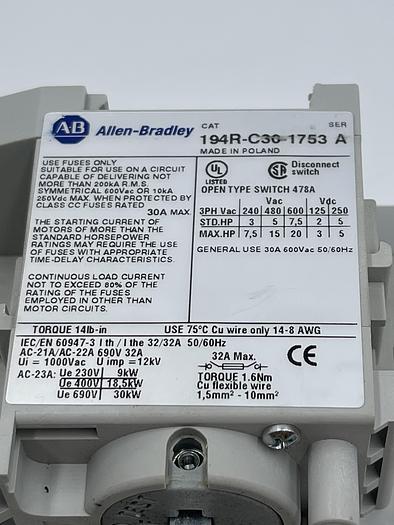 AB Allen-Bradley CAT SER
194R-C30-1753 A
MADE IN POLAND
USE FUSES ONLY
SUITABLE FOR USE ON A CIRCUIT
CAPABLE OF DELIVERING NOT
MORE THAN 200kA R.M.S.
SYMMETRICAL 600Vac OR 10kA
250Vdc MAX. WHEN PROTECTED BY
CLASS CC FUSES RATED
30A MAX.
THE STARTING CURRENT OF
MOTORS OF MORE THAN THE
STANDARD HORSEPOWER
RATINGS MAY REQUIRE THE USE
OF FUSES WITH APPROPRIATE
TIME-DELAY CHARACTERISTICS.
CONTINUOUS LOAD CURRENT
NOT TO EXCEED 80% OF THE
RATING OF THE FUSES
EMPLOYED IN OTHER THAN
MOTOR CIRCUITS.
UL LISTED SA Disconnect
switch
OPEN TYPE SWITCH 478A
Vac Vdc
3PH Vac 240 480 600 125 250
STD.HP 3 5 7,5 2 5
MAX.HP 7,5 15 20 3 5
GENERAL USE 30A 600Vac 50/60Hz
TORQUE 14lb-in USE 75°C Cu wire only 14-8 AWG
IEC/EN 60947-3 I th / I the 32/32A 50/60Hz
AC-21A/AC-22A 690V 32A
Ui = 1000Vac U imp =12kV
AC-23A: Ue 230V 9kW
Ue 400V 18,5kW
Ue 690V 30kW
32A Max.
TORQUE 1.6Nm
Cu flexible wire
1,5mm² - 10mm²
CE